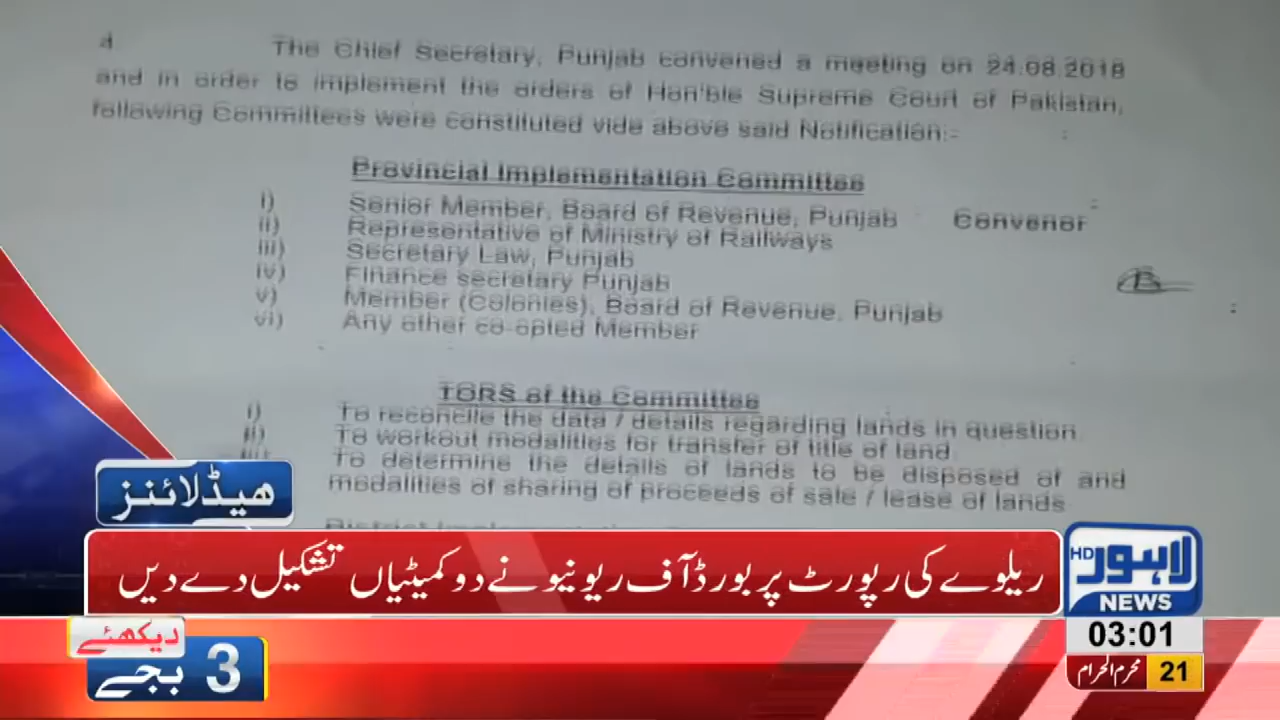 4 The Chief Secretary, Punjab convened a meeting on 24.08.2018
and in order to implement the orders of Hon'ble Supreme Court of Pakistan,
following Committees were constituted vide above said Notification:-
Provincial Implementation Committee
i) Senior Member, Board of Revenue, Punjab Convenor
ii) Representative of Ministry of Railways
iii) Secretary Law, Punjab
iv) Finance secretary Punjab
v) Member (Colonies), Board of Revenue, Punjab
vi) Any other co-opted Member
TORS of the Committee
i) To reconcile the data / details regarding lands in question
ii) To workout modalities for transfer of title of land
To determine the details of lands to be disposed of and
modalities of sharing of proceeds of sale / lease of lands
ھیڈلائنز
ریلوے کی رپورٹ پر بورڈ آف ریونیو نے دو کمیٹیاں تشکیل دے دیں
لاہور HD
NEWS
03:01
21 محرم الحرام
دیکھئے
3 بجے